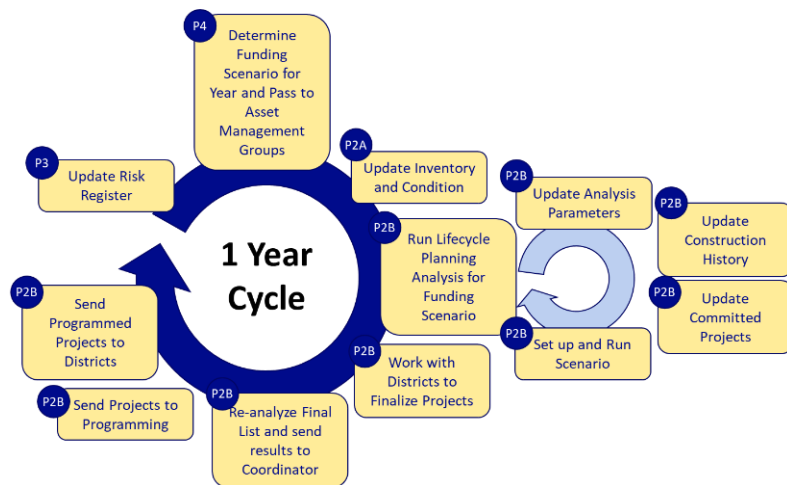 P4
Determine
Funding
Scenario for
Year and Pass to
Asset
Management
Groups
P3
Update Risk
Register
P2A
Update Inventory
and Condition
P2B
Update Analysis
Parameters
P2B
Update
Construction
History
P2B
Run Lifecycle
Planning
Analysis for
Funding
Scenario
1 Year
Cycle
P2B
Update
Committed
Projects
P2B
Set up and Run
Scenario
P2B
Send
Programmed
Projects to
Districts
P2B
Work with
Districts to
Finalize Projects
P2B
Send Projects to
Programming
P2B
Re-analyze Final
List and send
results to
Coordinator